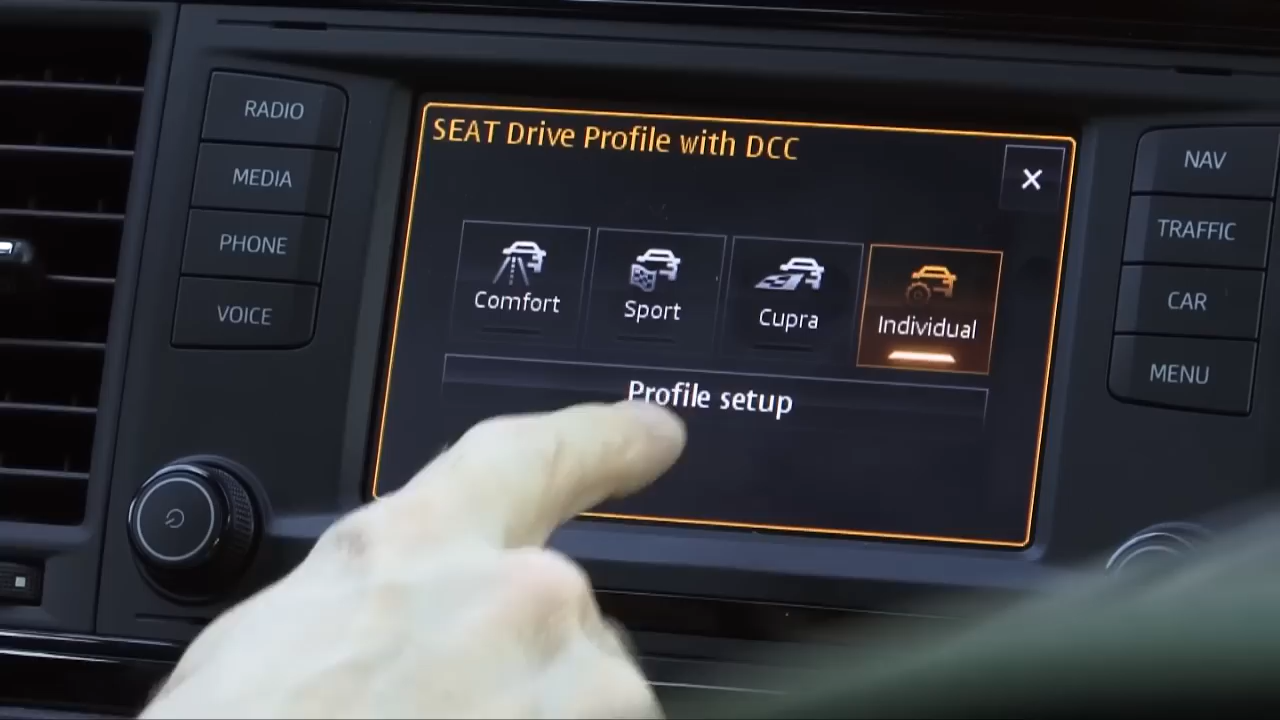 RADIO
MEDIA
PHONE
VOICE
SEAT Drive Profile with DCC
Comfort
Sport
Cupra
Individual
Profile setup
NAV
TRAFFIC
CAR
MENU